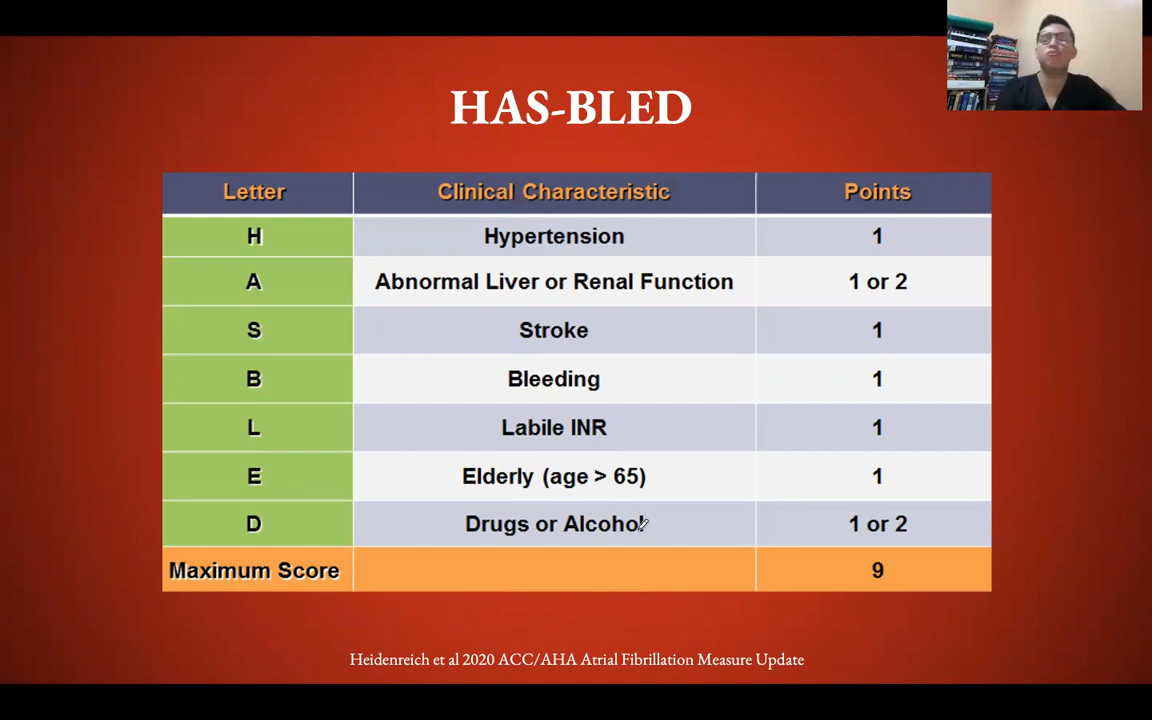 HAS-BLED
Letter Clinical Characteristic Points
H Hypertension 1
A Abnormal Liver or Renal Function 1 or 2
S Stroke 1
B Bleeding 1
L Labile INR 1
E Elderly (age > 65) 1
D Drugs or Alcohol 1 or 2
Maximum Score 9
Heidenreich et al 2020 ACC/AHA Atrial Fibrillation Measure Update